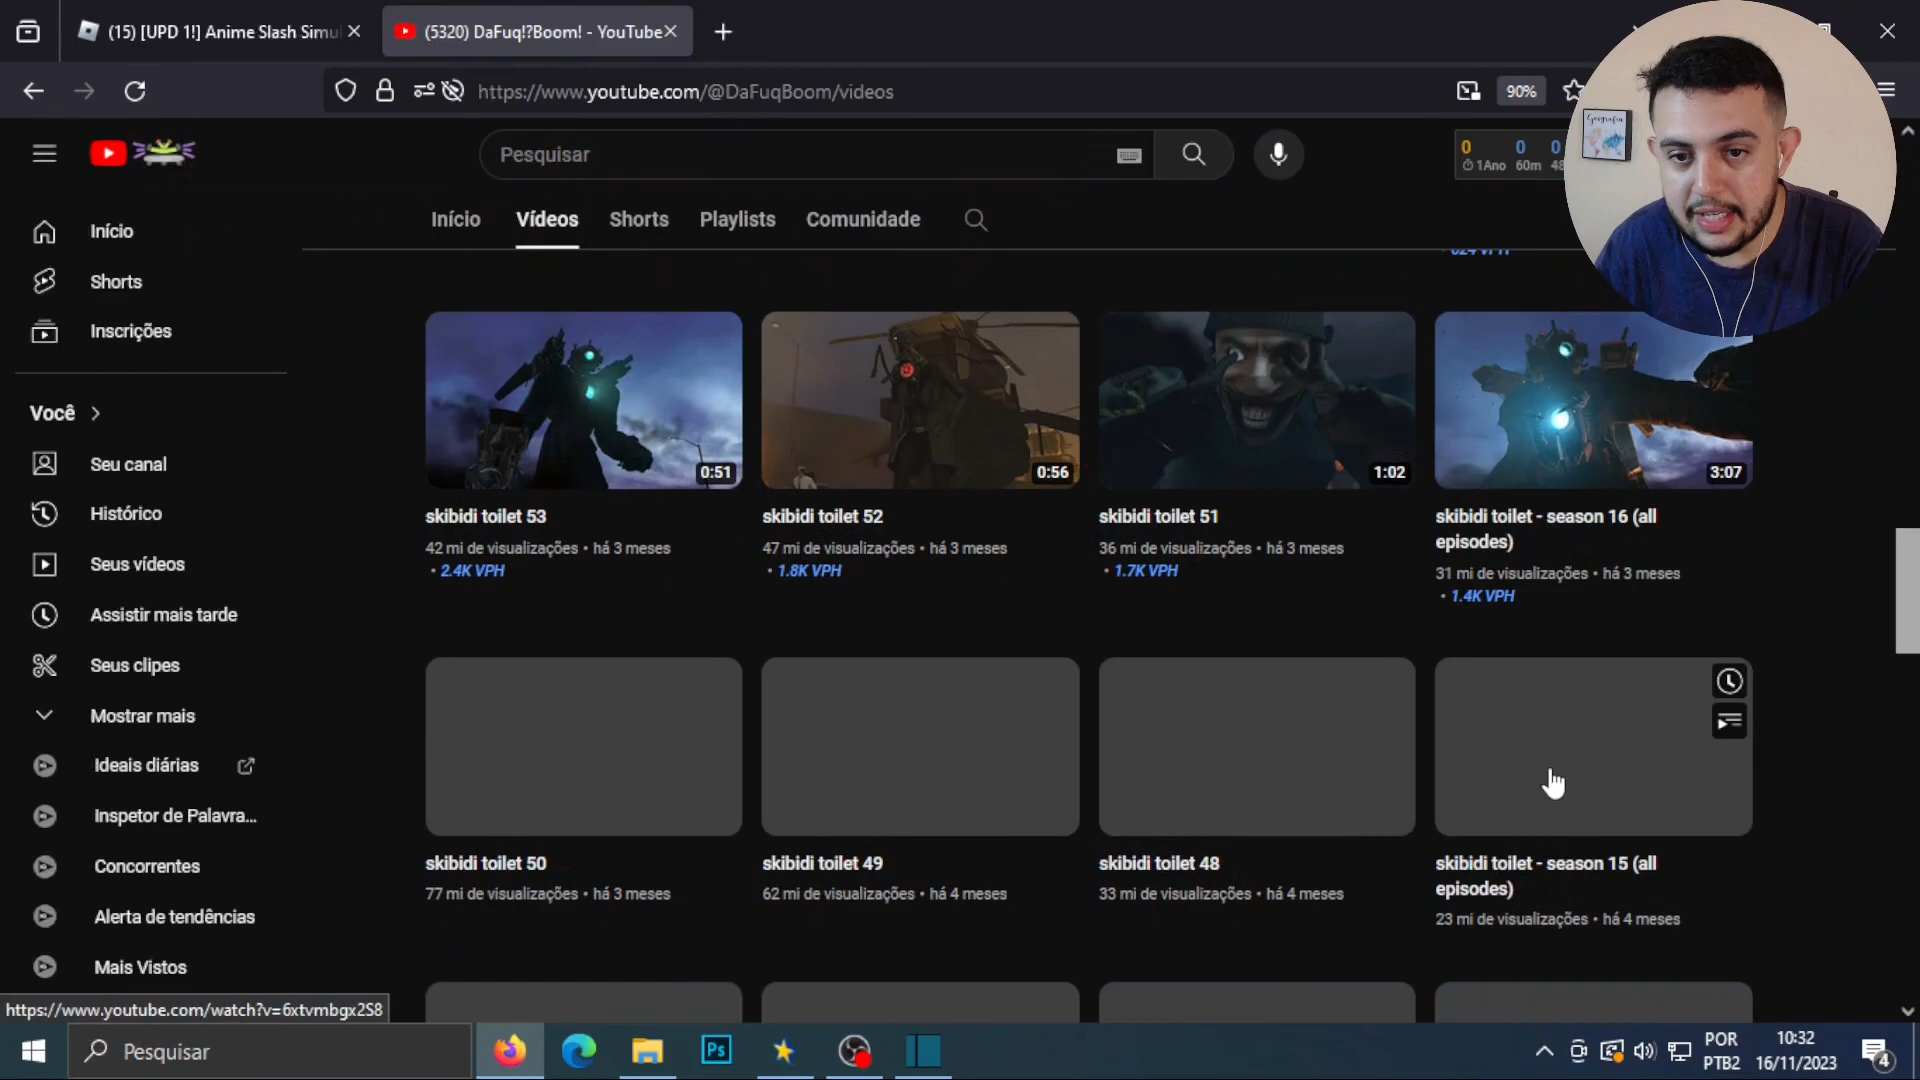 (15) [UPD 1!] Anime Slash Simul
(5320) DaFuq!?Boom! - YouTube
https://www.youtube.com/@DaFuqBoom/videos
90%
Geografia
Pesquisar
0 0 0
1Ano 60m 48
Início Vídeos Shorts Playlists Comunidade
Início
Shorts
Inscrições
Você
Seu canal
Histórico
Seus vídeos
Assistir mais tarde
Seus clipes
Mostrar mais
Ideais diárias
Inspetor de Palavra...
Concorrentes
Alerta de tendências
Mais Vistos
0:51
skibidi toilet 53
42 mi de visualizações • há 3 meses
• 2.4K VPH
0:56
skibidi toilet 52
47 mi de visualizações • há 3 meses
• 1.8K VPH
1:02
skibidi toilet 51
36 mi de visualizações • há 3 meses
• 1.7K VPH
3:07
skibidi toilet - season 16 (all
episodes)
31 mi de visualizações • há 3 meses
• 1.4K VPH
skibidi toilet 50
77 mi de visualizações • há 3 meses
skibidi toilet 49
62 mi de visualizações • há 4 meses
skibidi toilet 48
33 mi de visualizações • há 4 meses
skibidi toilet - season 15 (all
episodes)
23 mi de visualizações • há 4 meses
https://www.youtube.com/watch?v=6xtvmbgx2S8
Pesquisar
Ps
POR
PTB2
10:32
16/11/2023
4